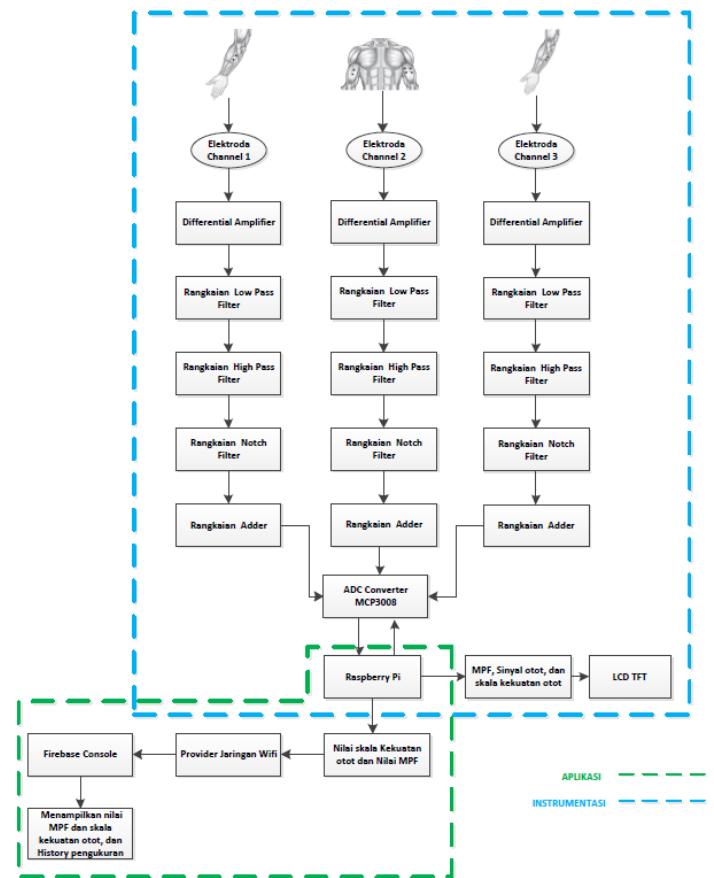 Elektroda
Channel 1
Elektroda
Channel 2
Elektroda
Channel 3
Differential Amplifier
Differential Amplifier
Differential Amplifier
Rangkaian Low Pass
Filter
Rangkaian Low Pass
Filter
Rangkaian Low Pass
Filter
Rangkaian High Pass
Filter
Rangkaian High Pass
Filter
Rangkaian High Pass
Filter
Rangkaian Notch
Filter
Rangkaian Notch
Filter
Rangkaian Notch
Filter
Rangkaian Adder
Rangkaian Adder
Rangkaian Adder
ADC Converter
MCP3008
Raspberry Pi
MPF, Sinyal otot, dan
skala kekuatan otot
LCD TFT
Firebase Console
Provider Jaringan Wifi
Nilai skala Kekuatan
otot dan Nilai MPF
Menampilkan nilai
MPF dan skala
kekuatan otot, dan
History pengukuran
APLIKASI
INSTRUMENTASI